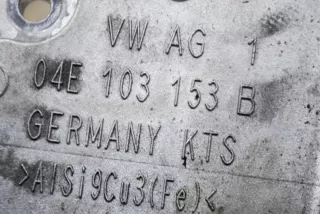 VW AG 1
04E 103 153 B
GERMANY KTS
>AlSi9Cu3(Fe)<